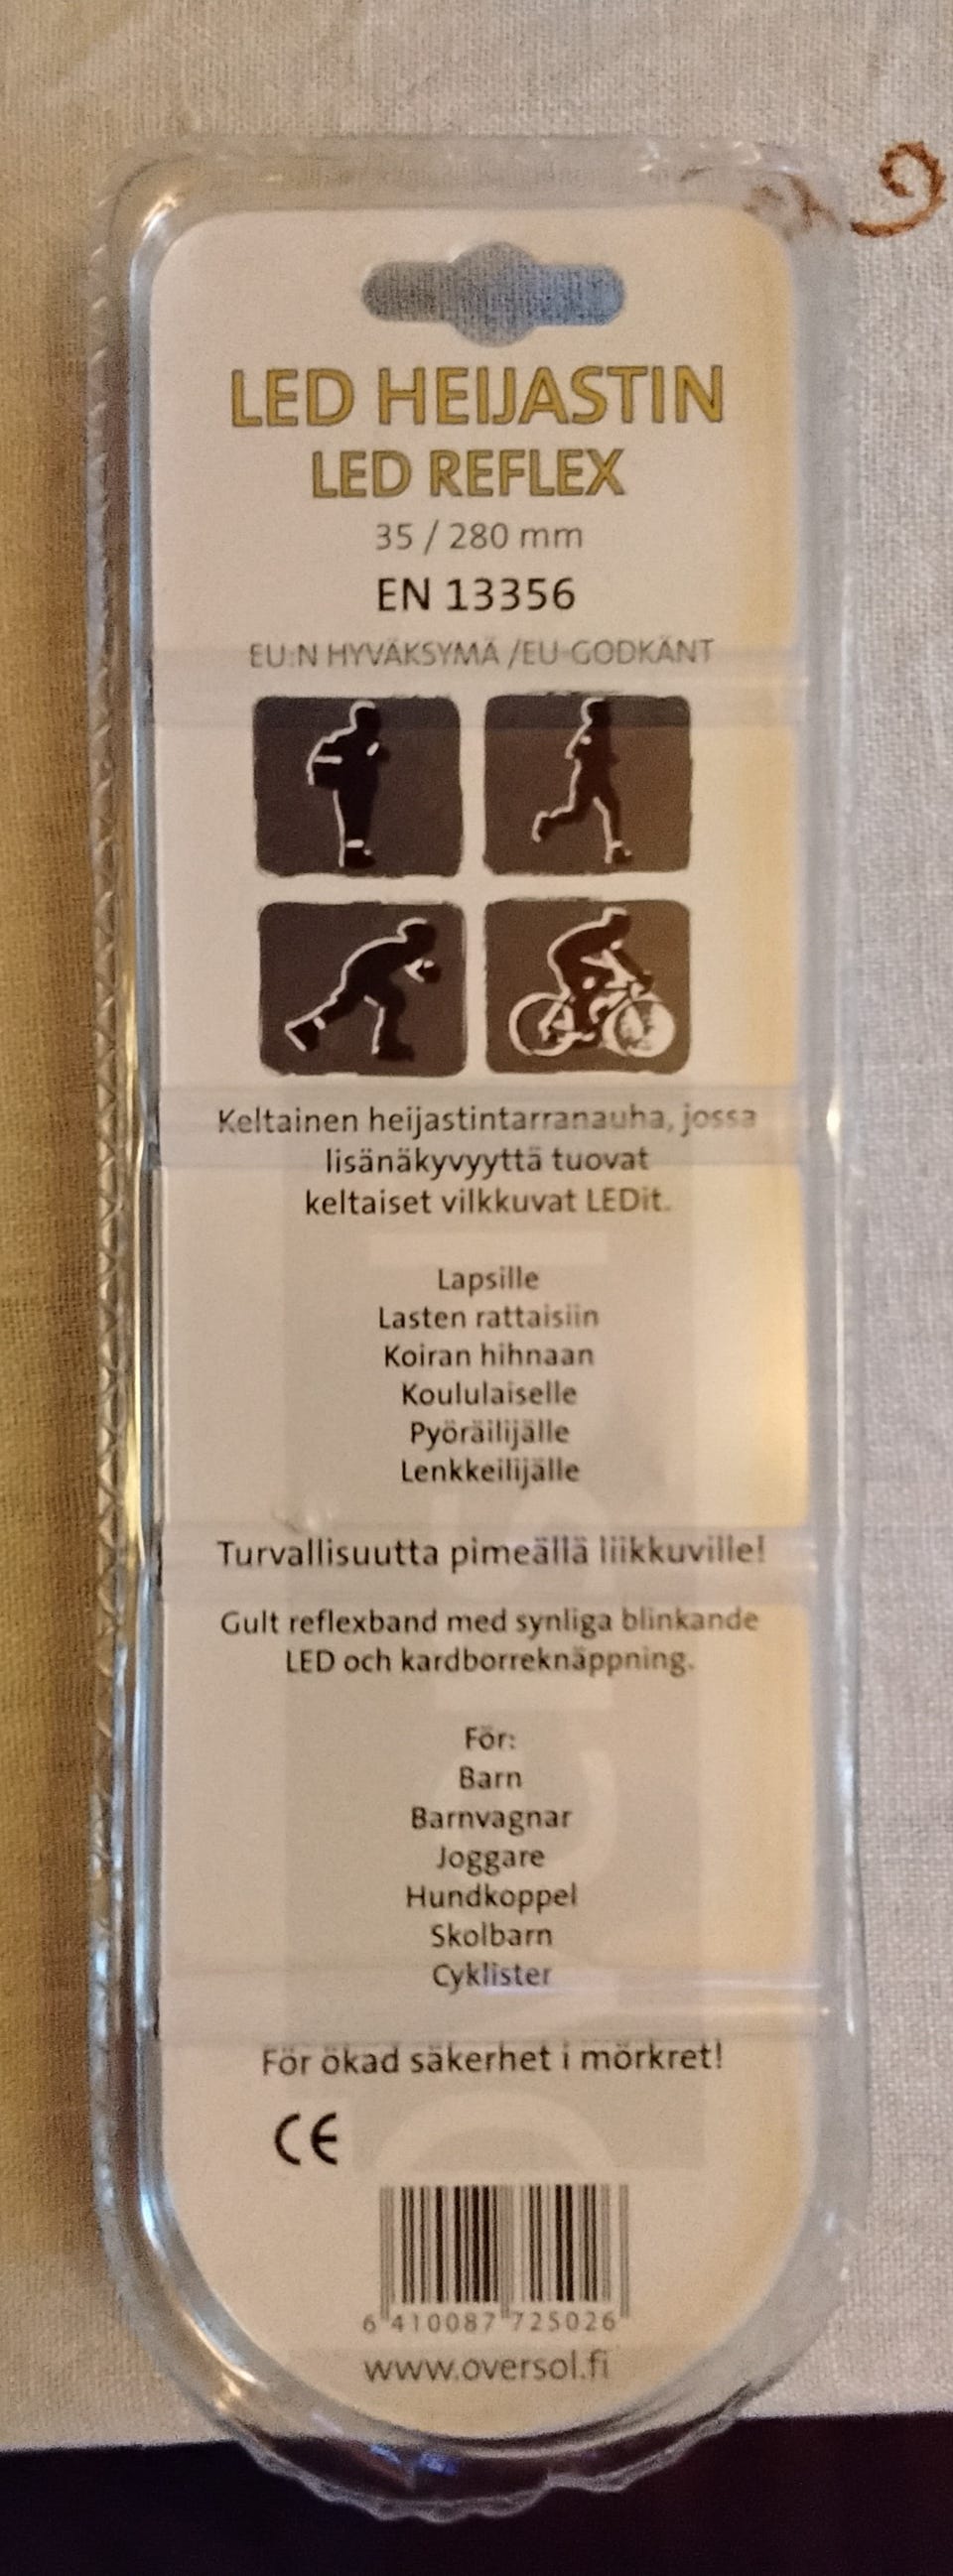 LED HEIJASTIN
LED REFLEX
35 / 280 mm
EN 13356
EU:N HYVÄKSYMÄ /EU-GODKÄNT
Keltainen heijastintarranauha, jossa
lisänäkyvyyttä tuovat
keltaiset vilkkuvat LEDit.
Lapsille
Lasten rattaisiin
Koiran hihnaan
Koululaiselle
Pyöräilijälle
Lenkkeilijälle
Turvallisuutta pimeällä liikkuville!
Gult reflexband med synliga blinkande
LED och kardborreknäppning.
För:
Barn
Barnvagnar
Joggare
Hundkoppel
Skolbarn
Cyklister
För ökad säkerhet i mörkret!
CE
6 410087 725026
www.oversol.fi